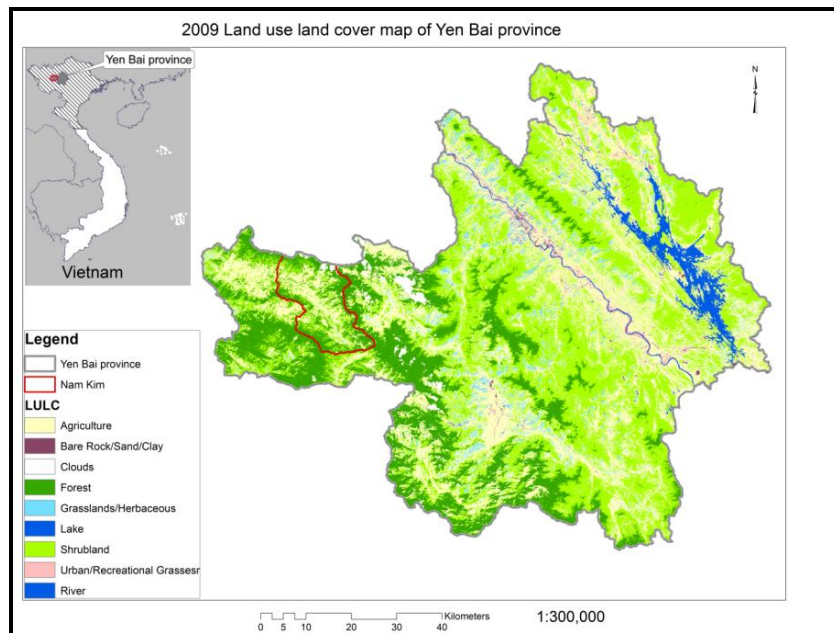 2009 Land use land cover map of Yen Bai province
Yen Bai province
N
Vietnam
Legend
Yen Bai province
Nam Kim
LULC
Agriculture
Bare Rock/Sand/Clay
Clouds
Forest
Grasslands/Herbaceous
Lake
Shrubland
Urban/Recreational Grassesr
River
Kilometers
0 5 10 20 30 40
1:300,000